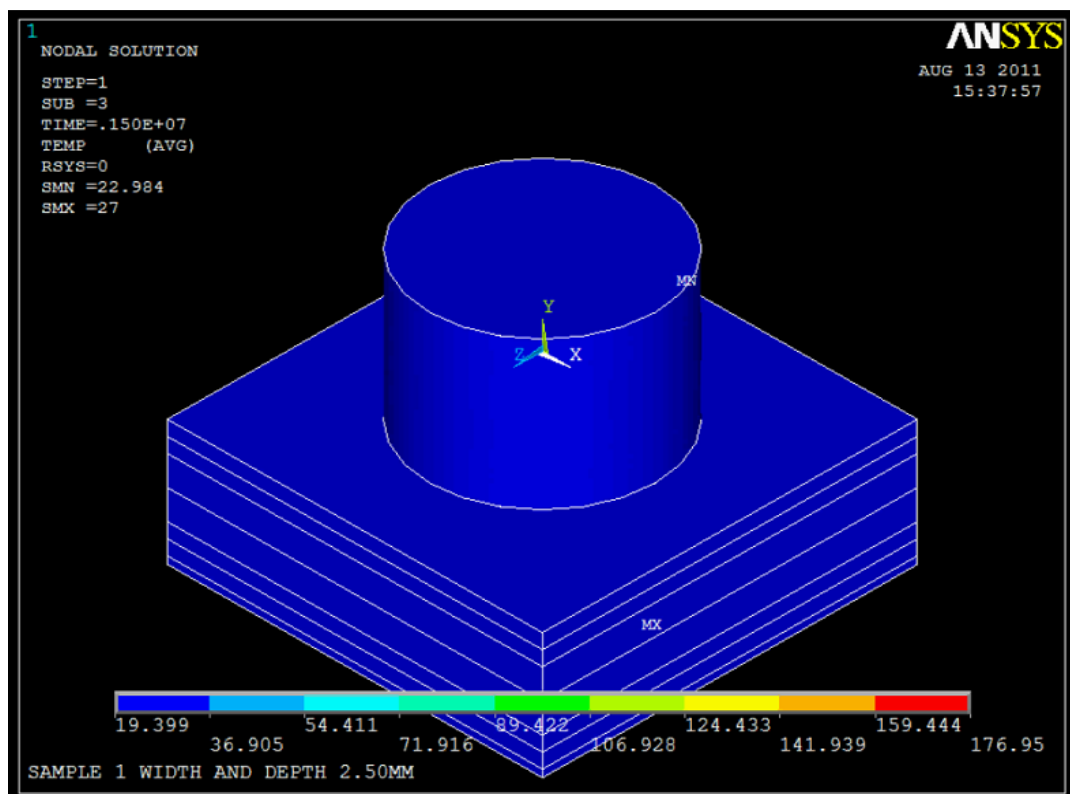 1
NODAL SOLUTION
STEP=1
SUB =3
TIME=.150E+07
TEMP (AVG)
RSYS=0
SMN =22.984
SMX =27
ANSYS
AUG 13 2011
15:37:57
MN
Y
Z X
MX
19.399 54.411 89.422 124.433 159.444
36.905 71.916 106.928 141.939 176.95
SAMPLE 1 WIDTH AND DEPTH 2.50MM